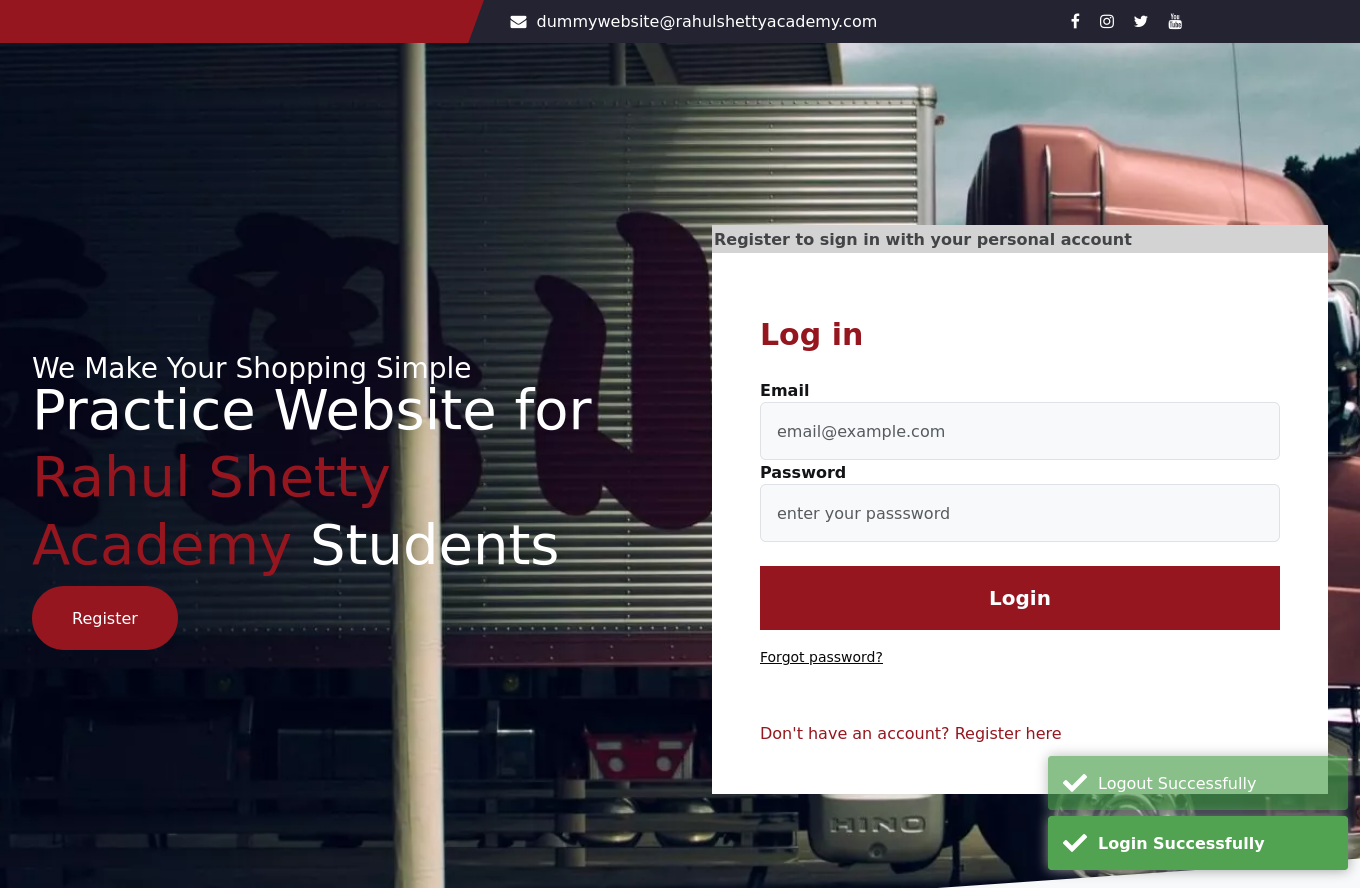 dummywebsite@rahulshettyacademy.com
We Make Your Shopping Simple
Practice Website for
Rahul Shetty
Academy Students
Register
Register to sign in with your personal account
Log in
Email
email@example.com
Password
enter your passsword
Login
Forgot password?
Don't have an account? Register here
Logout Successfully
Login Successfully
HINO